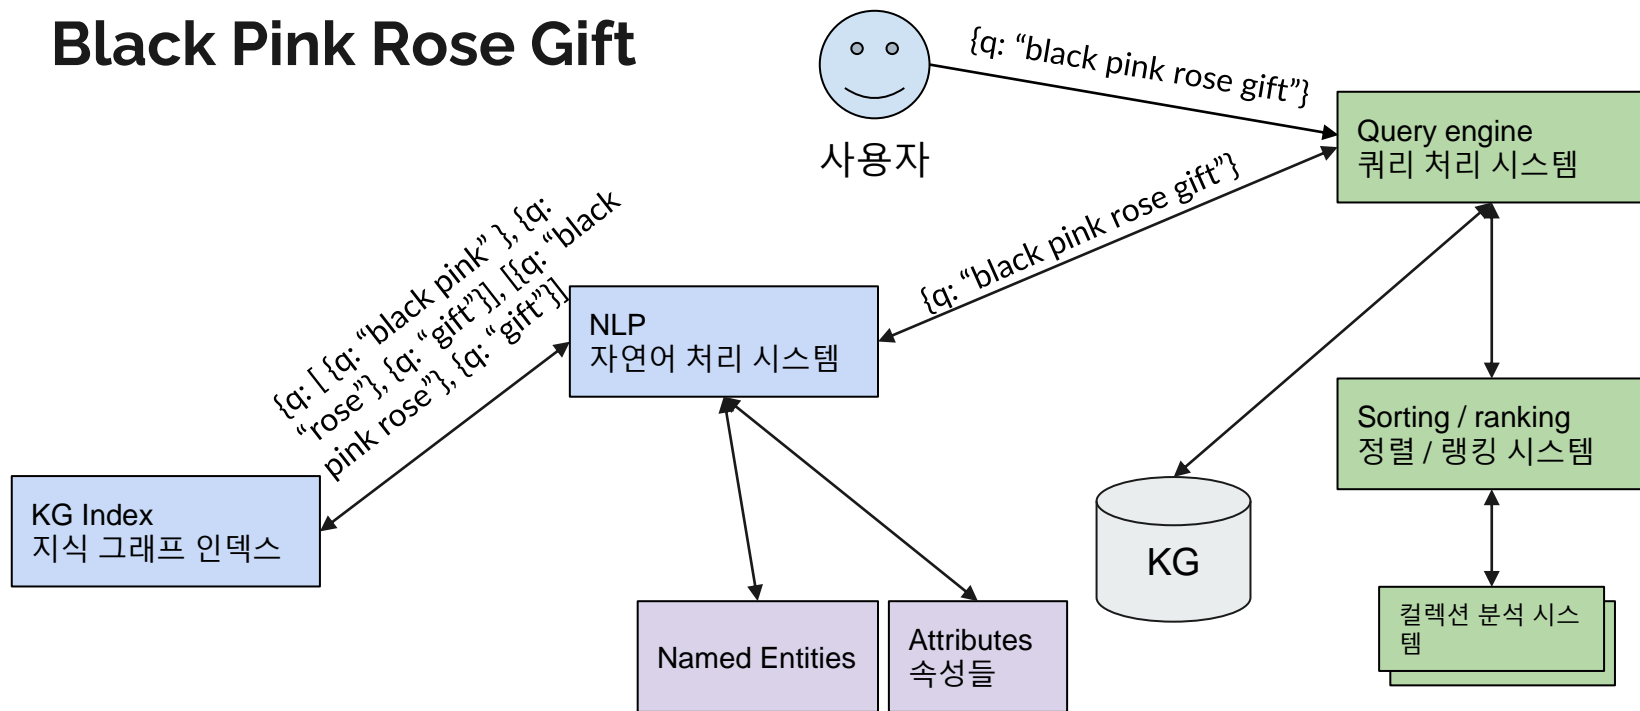 Black Pink Rose Gift
{q: “black pink rose gift”}
사용자
Query engine
쿼리 처리 시스템
{q: “black pink rose gift”}
{q: [ {q: “black pink” }, {q:
“rose”}, {q: “gift”}], [{q: “black
pink rose”}, {q: “gift”}]
NLP
자연어 처리 시스템
Sorting / ranking
정렬 / 랭킹 시스템
KG Index
지식 그래프 인덱스
KG
Named Entities
Attributes
속성들
컬렉션 분석 시스
템